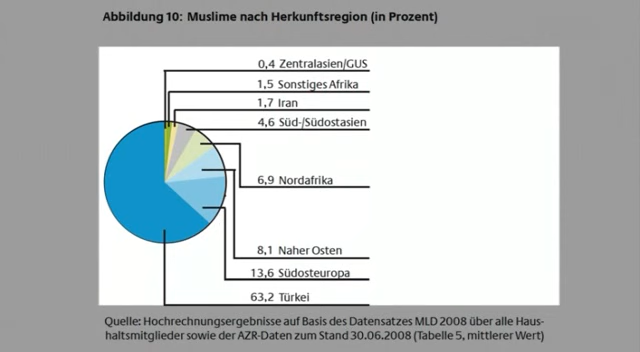 Abbildung 10: Muslime nach Herkunftsregion (in Prozent)
0,4 Zentralasien/GUS
1,5 Sonstiges Afrika
1,7 Iran
4,6 Süd-/Südostasien
6,9 Nordafrika
8,1 Naher Osten
13,6 Südosteuropa
63,2 Türkei
Quelle: Hochrechnungsergebnisse auf Basis des Datensatzes MLD 2008 über alle Haus-
haltsmitglieder sowie der AZR-Daten zum Stand 30.06.2008 (Tabelle 5, mittlerer Wert)